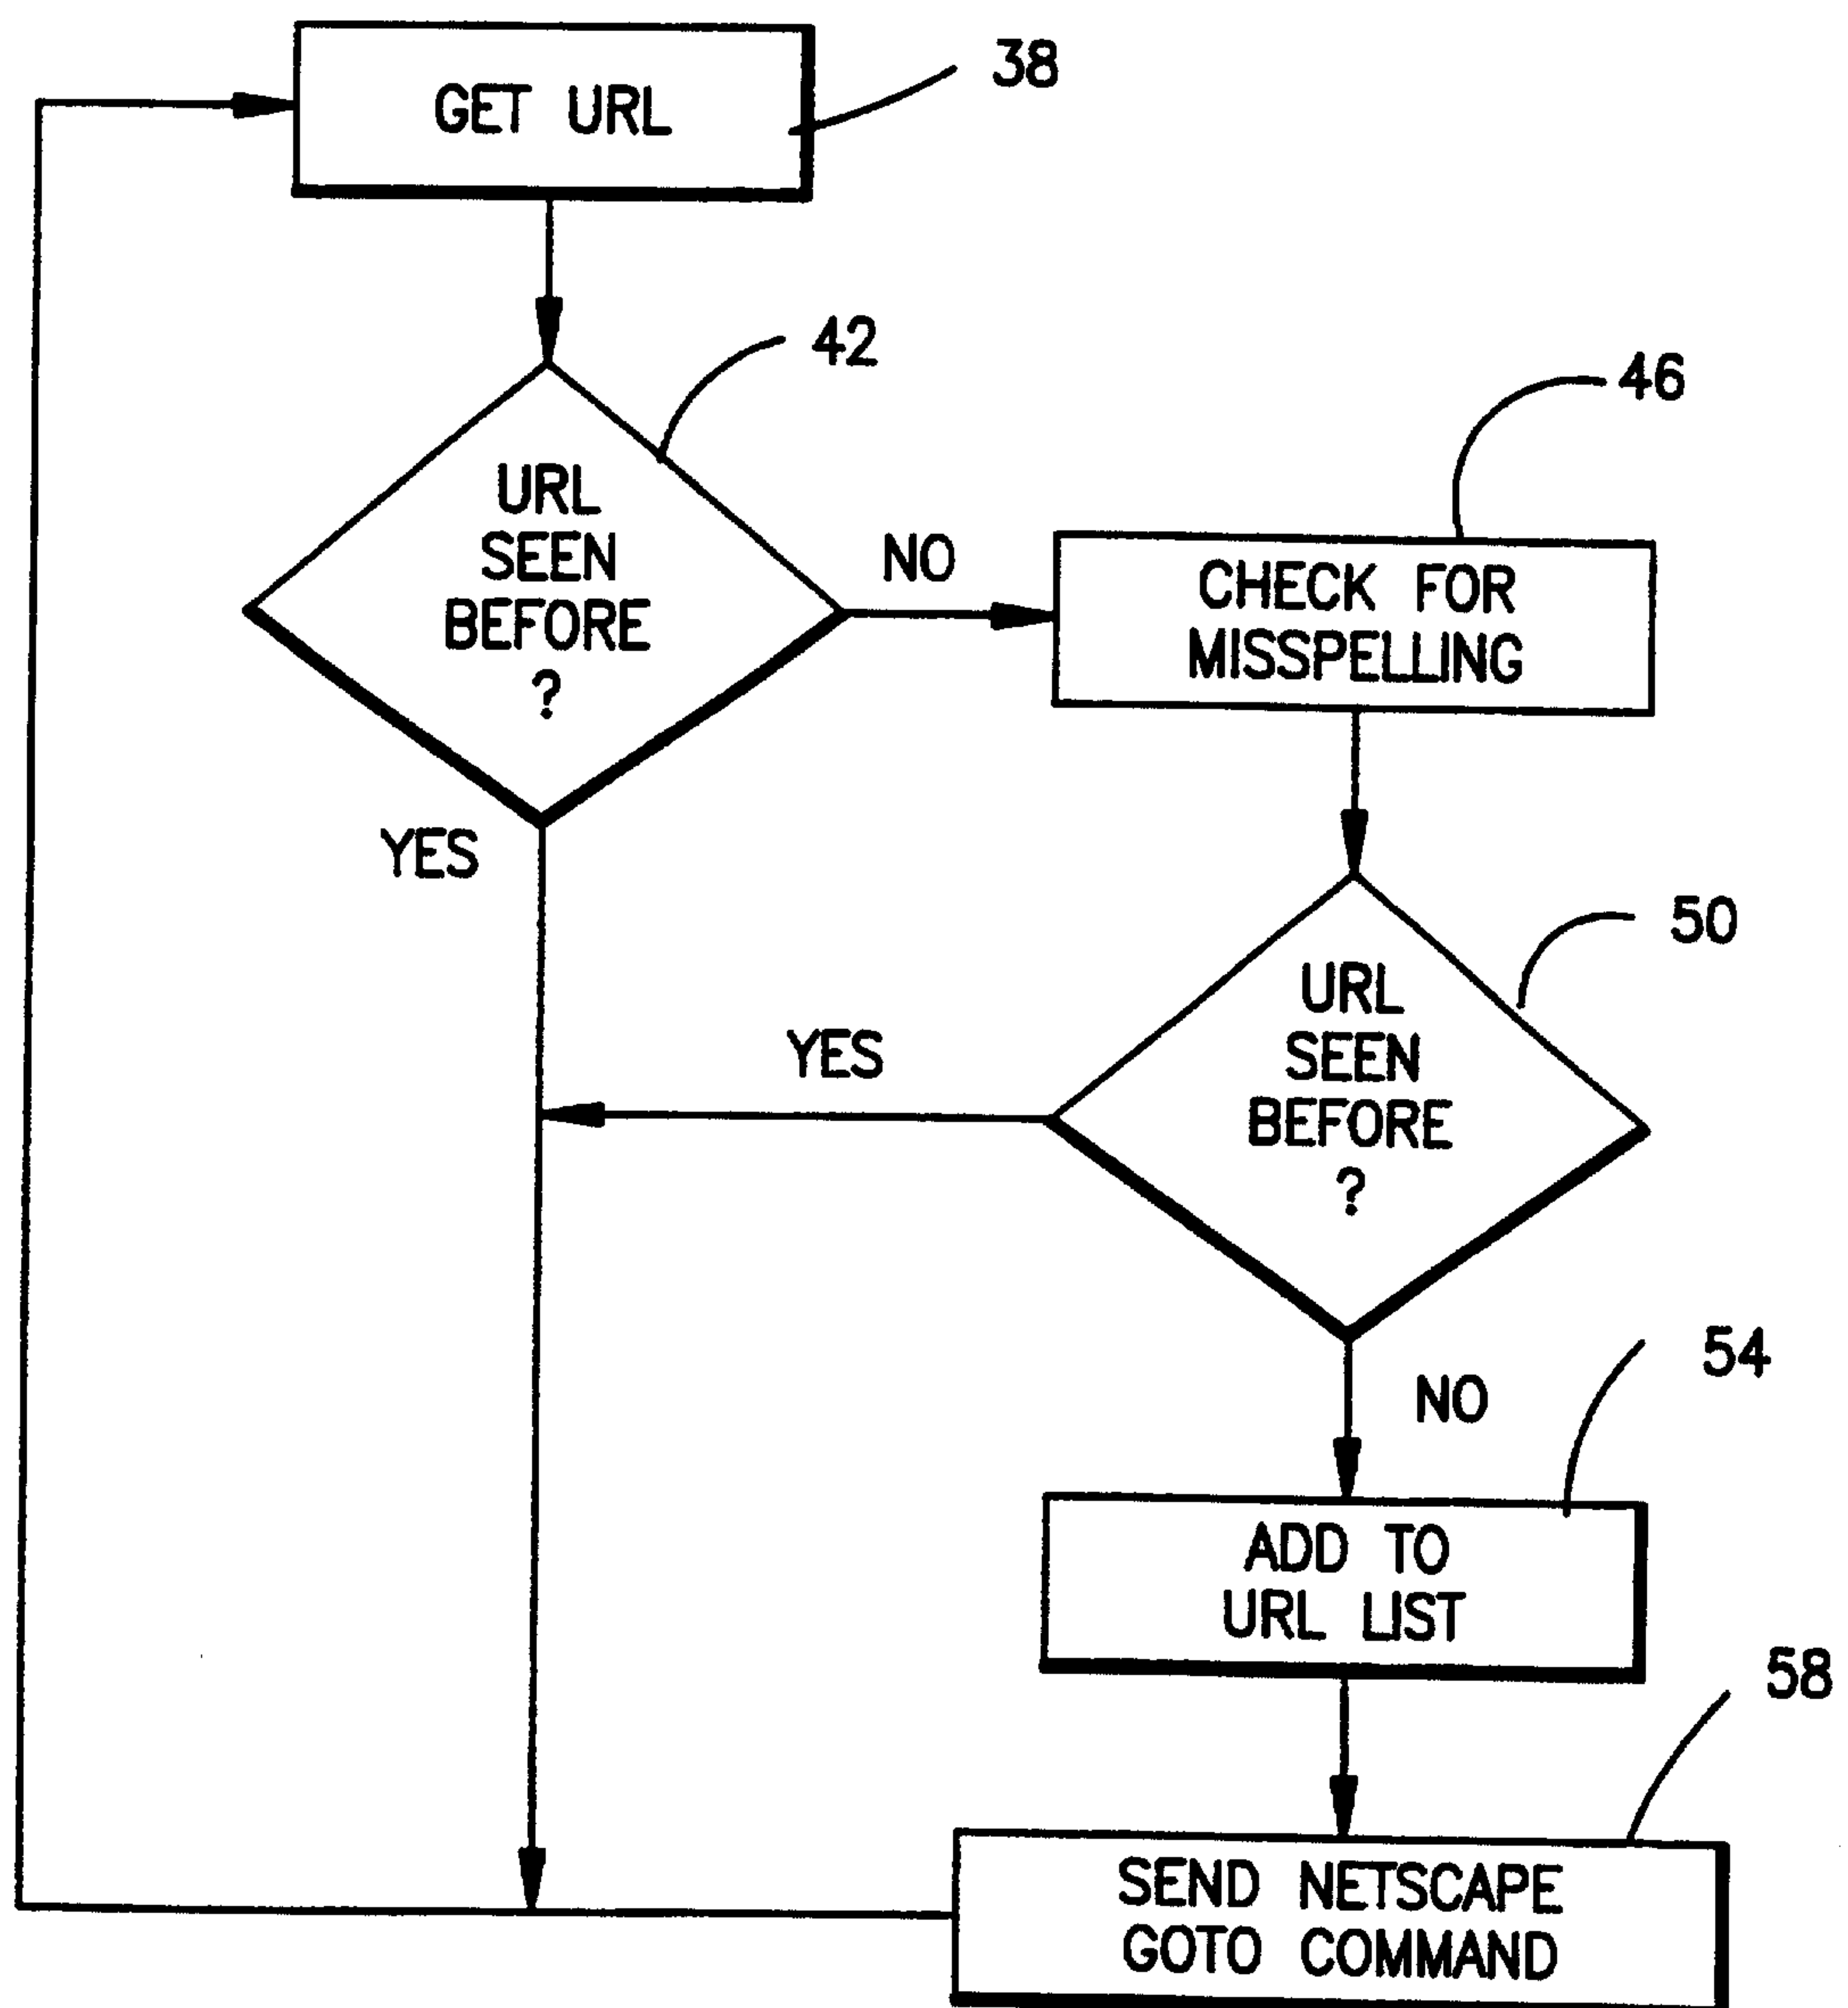 GET URL
38
42
URL
SEEN
BEFORE
?
NO
YES
46
CHECK FOR
MISSPELLING
50
URL
SEEN
BEFORE
?
YES
NO
54
ADD TO
URL LIST
58
SEND NETSCAPE
GOTO COMMAND